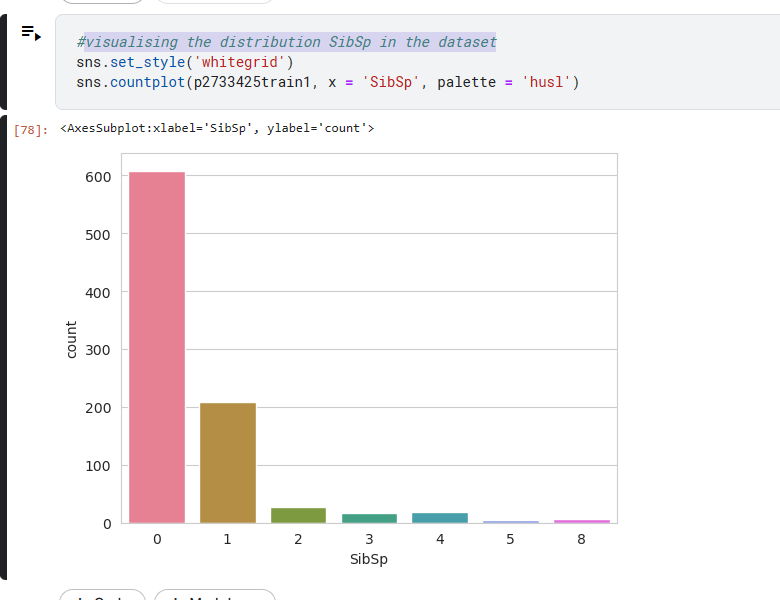 #visualising the distribution SibSp in the dataset
sns.set_style('whitegrid')
sns.countplot(p2733425train1, x = 'SibSp', palette = 'husl')
[78]: <AxesSubplot:xlabel='SibSp', ylabel='count'>
600
500
400
300
200
100
0
count
0 1 2 3 4 5 8
SibSp